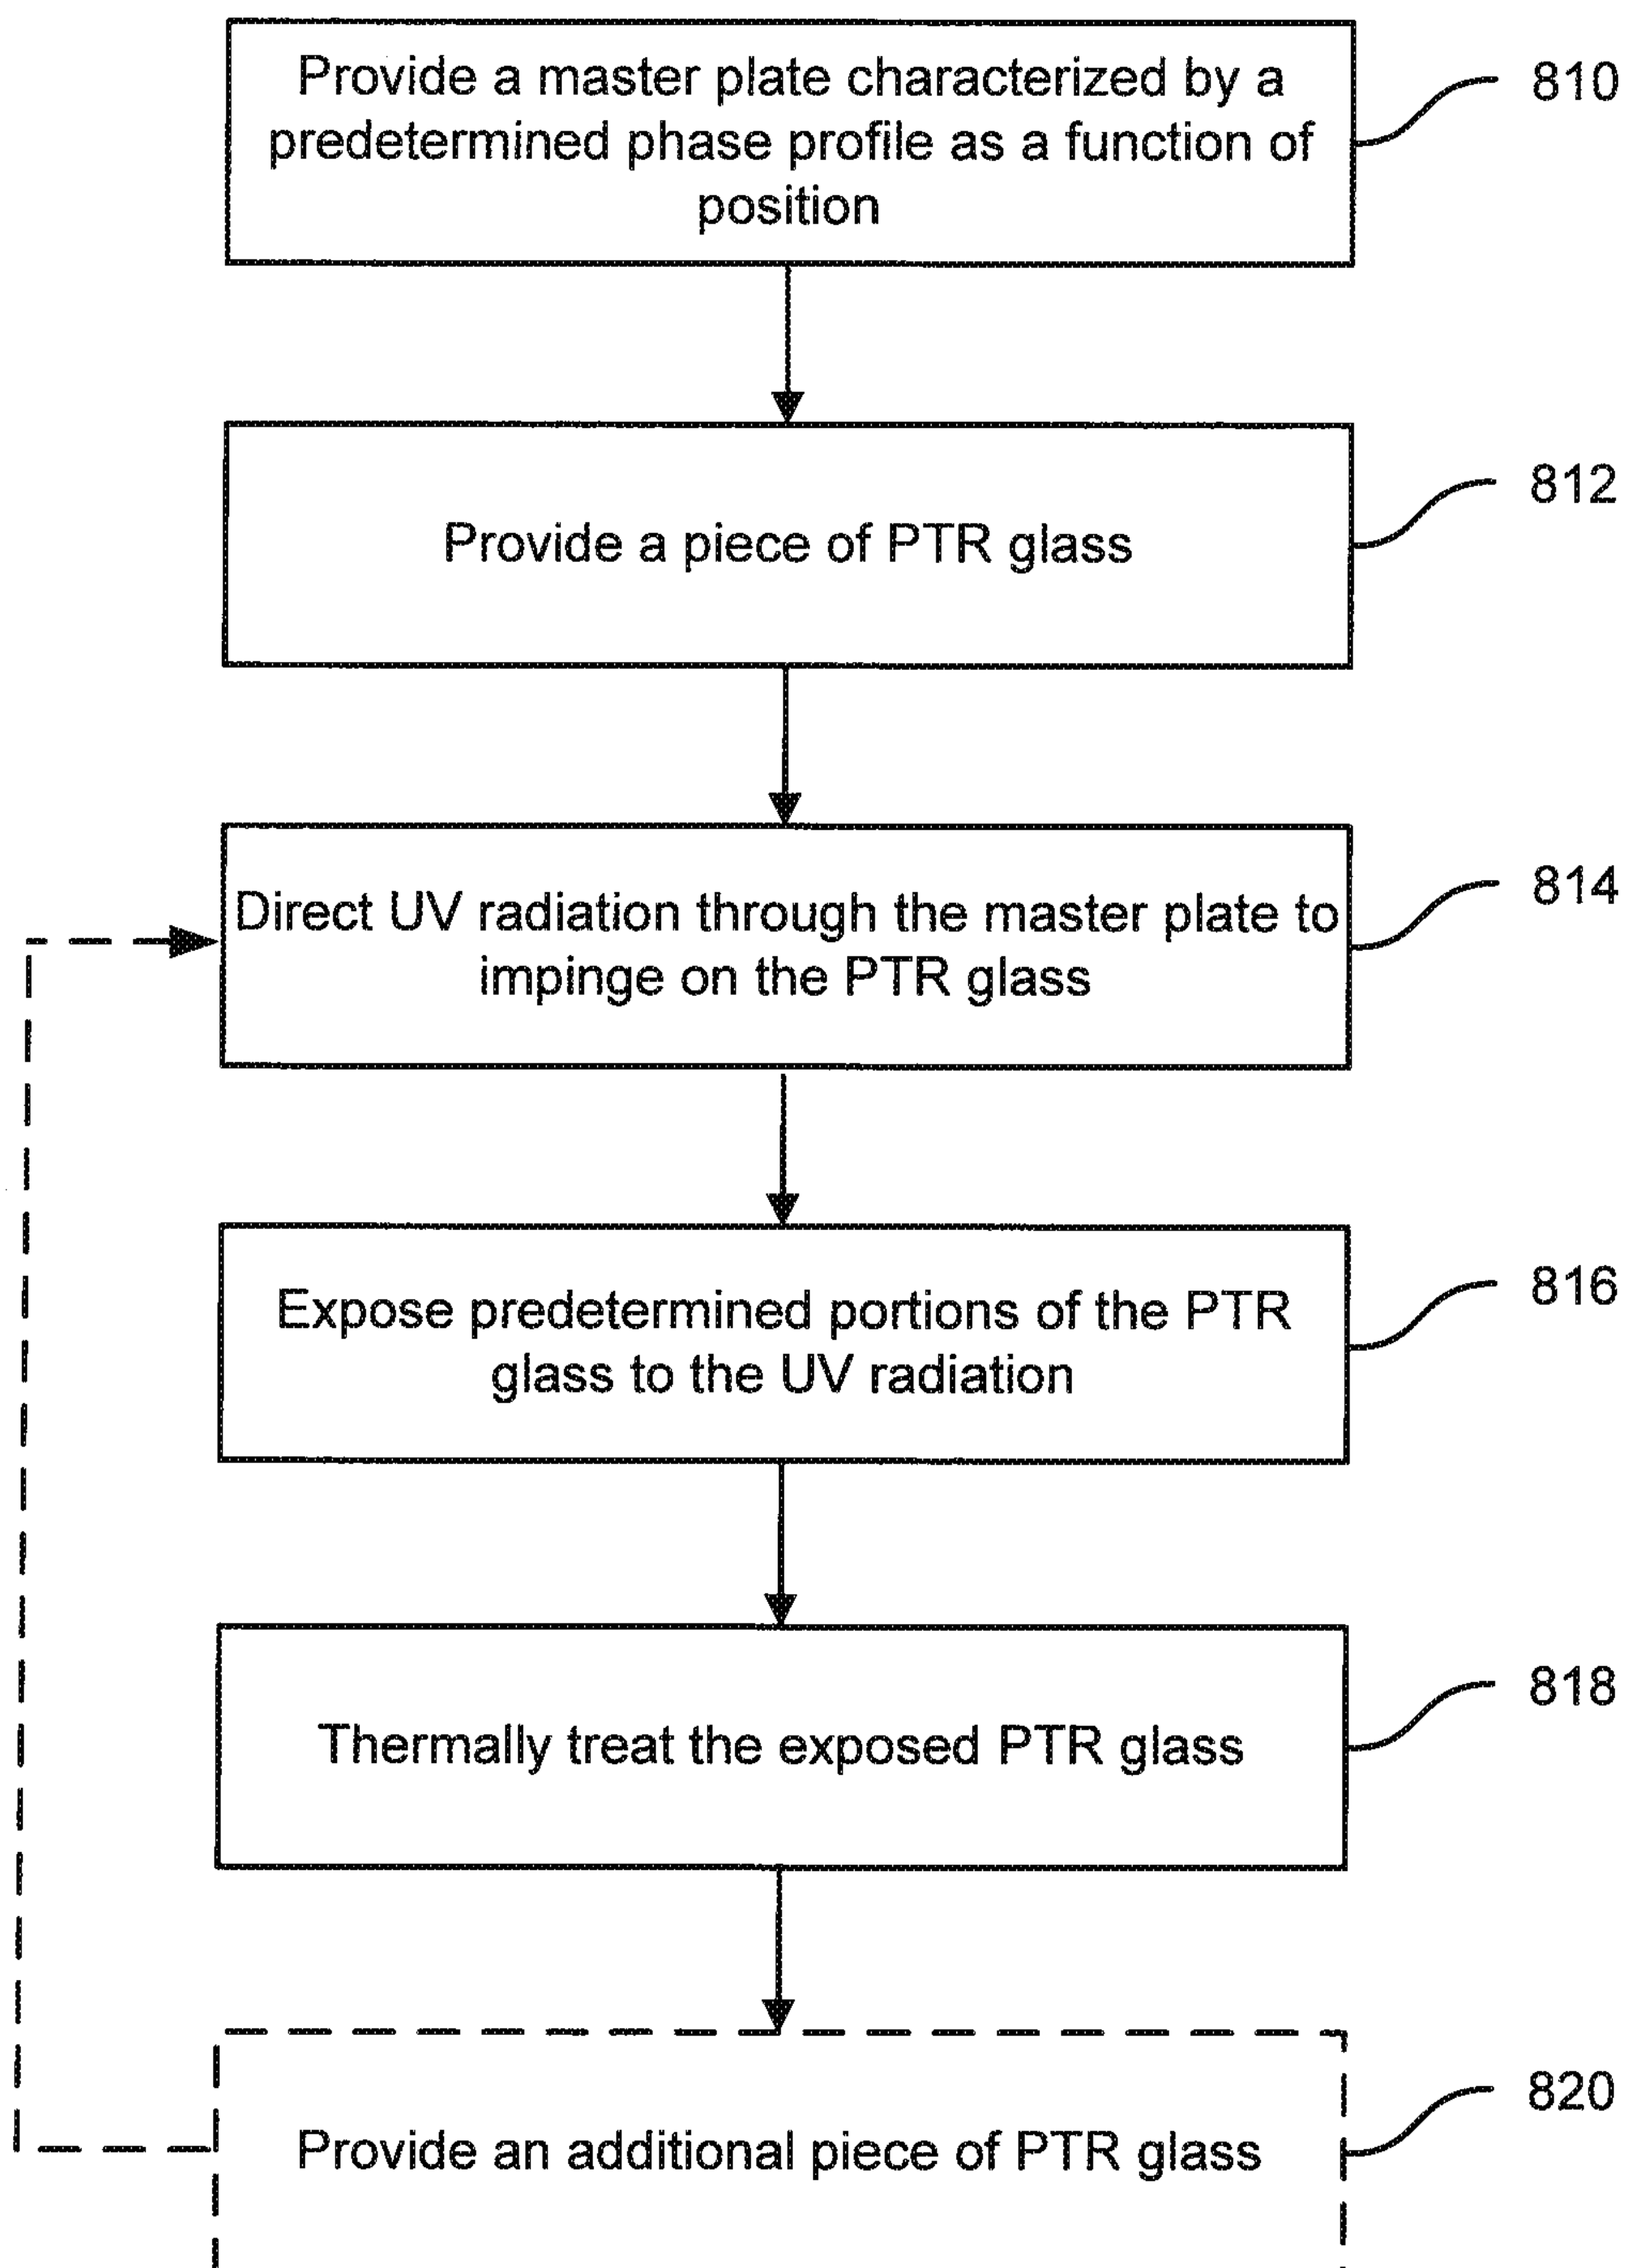 Provide a master plate characterized by a
predetermined phase profile as a function of
position
810
Provide a piece of PTR glass
812
Direct UV radiation through the master plate to
impinge on the PTR glass
814
Expose predetermined portions of the PTR
glass to the UV radiation
816
Thermally treat the exposed PTR glass
818
Provide an additional piece of PTR glass
820